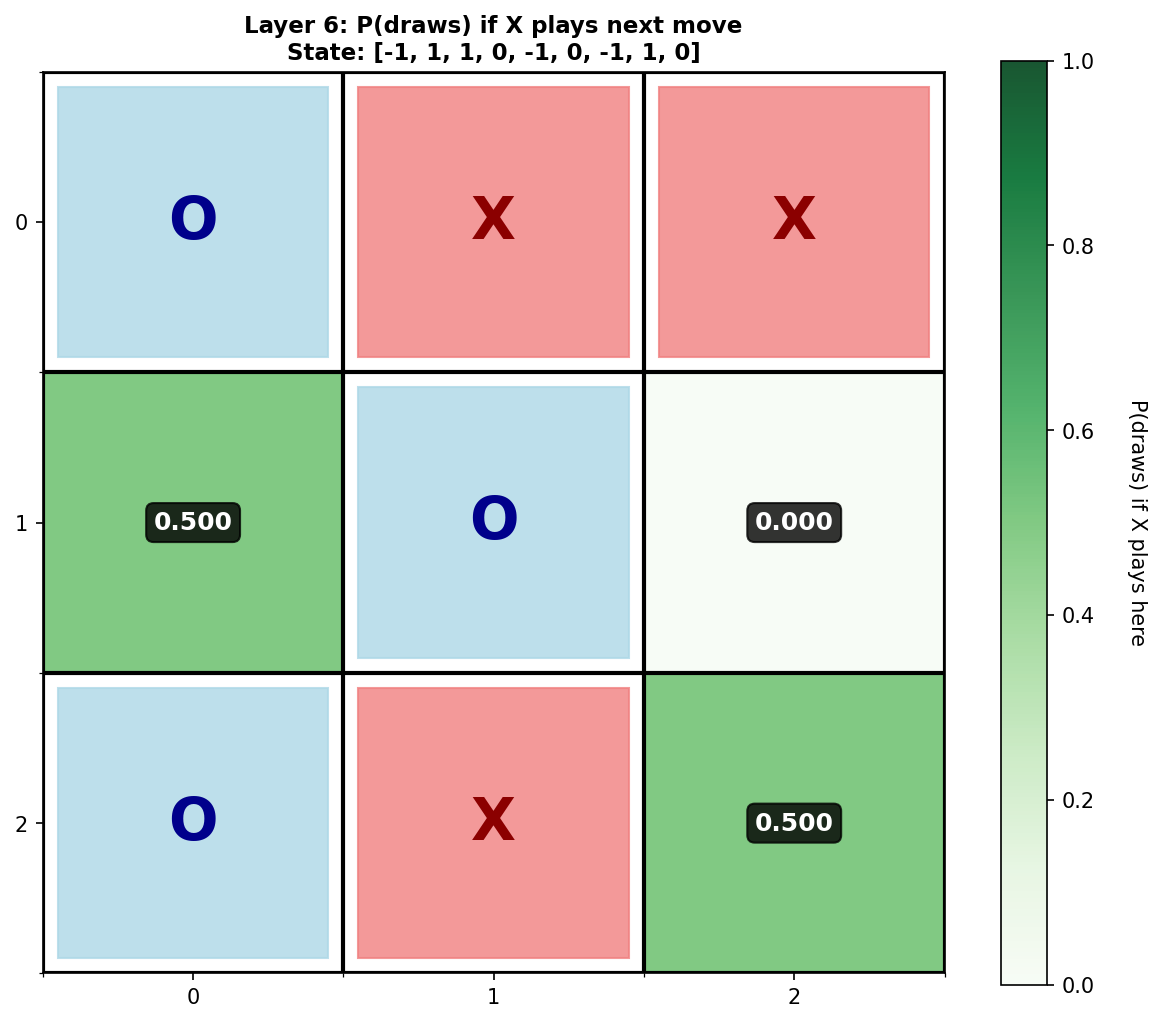 Layer 6: P(draws) if X plays next move
State: [-1, 1, 1, 0, -1, 0, -1, 1, 0]
O X X
0.500 O 0.000
O X 0.500
0
1
2
0 1 2
1.0
0.8
0.6
0.4
0.2
0.0
P(draws) if X plays here